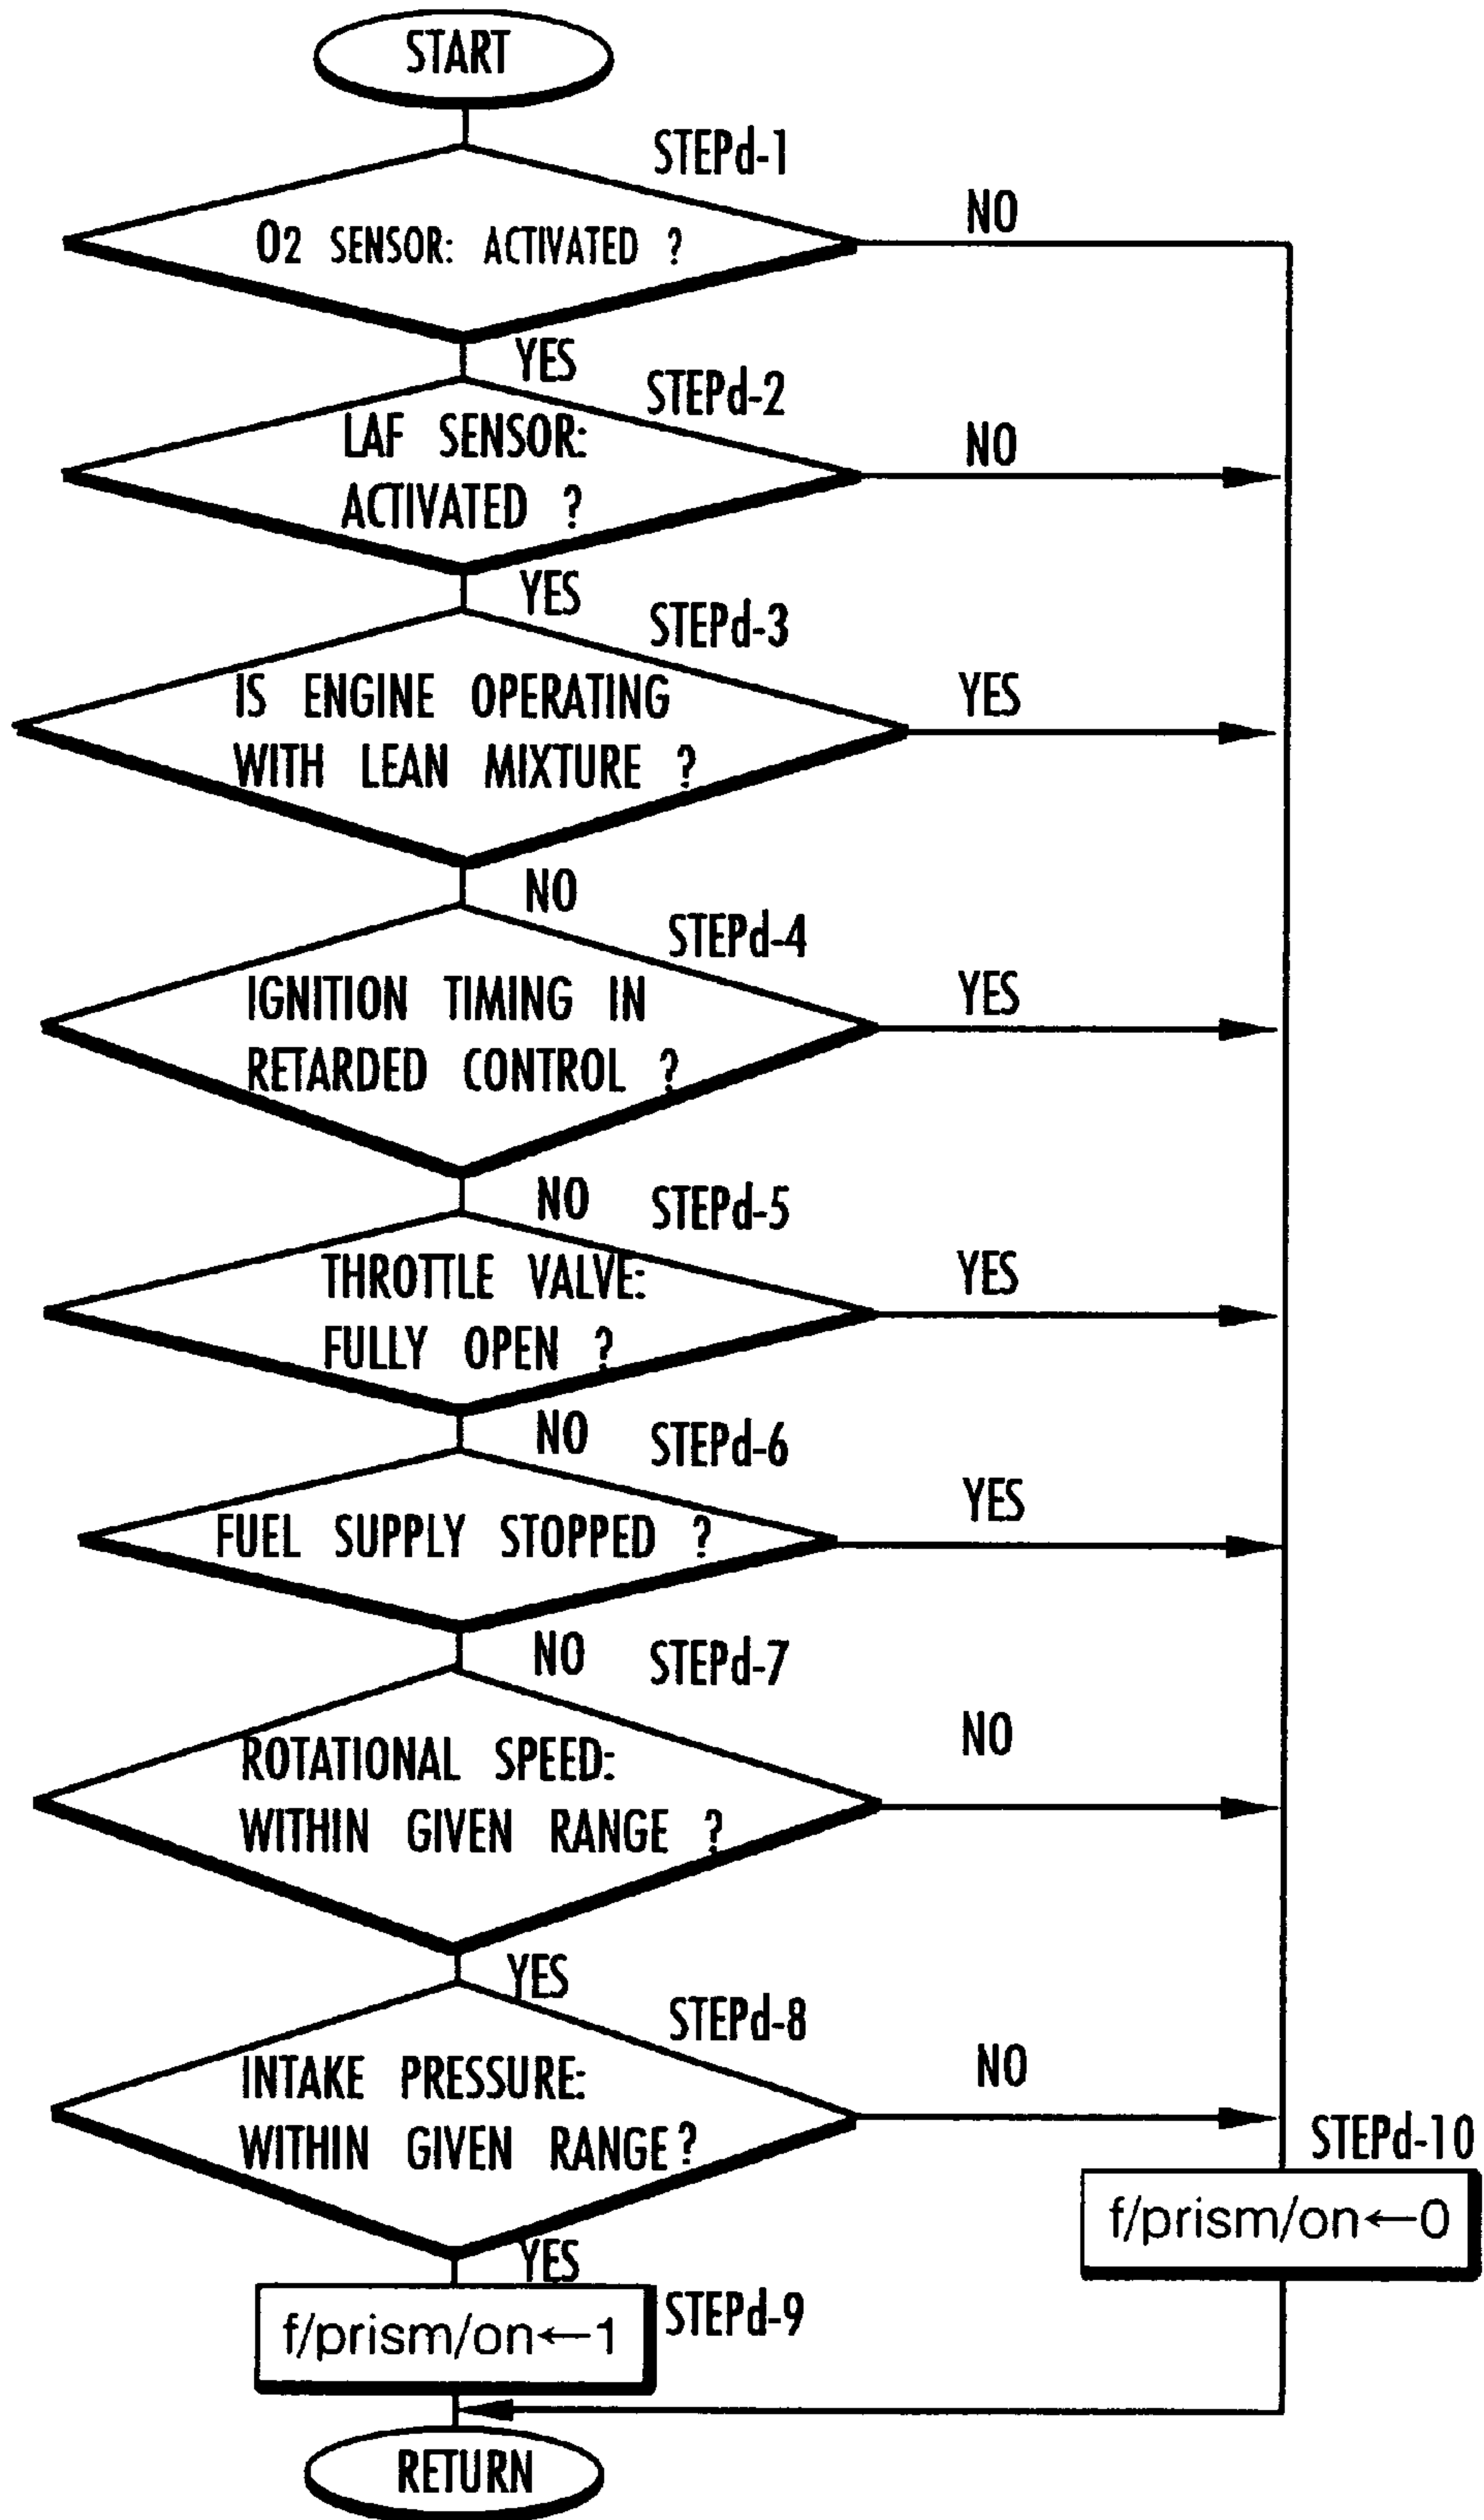 START
STEPd-1
O2 SENSOR: ACTIVATED ?
NO
YES
STEPd-2
LAF SENSOR:
ACTIVATED ?
NO
YES
STEPd-3
IS ENGINE OPERATING
WITH LEAN MIXTURE ?
YES
NO
STEPd-4
IGNITION TIMING IN
RETARDED CONTROL ?
YES
NO
STEPd-5
THROTTLE VALVE:
FULLY OPEN ?
YES
NO
STEPd-6
FUEL SUPPLY STOPPED ?
YES
NO
STEPd-7
ROTATIONAL SPEED:
WITHIN GIVEN RANGE ?
NO
YES
STEPd-8
INTAKE PRESSURE:
WITHIN GIVEN RANGE?
NO
STEPd-10
f/prism/on←0
YES
STEPd-9
f/prism/on←1
RETURN